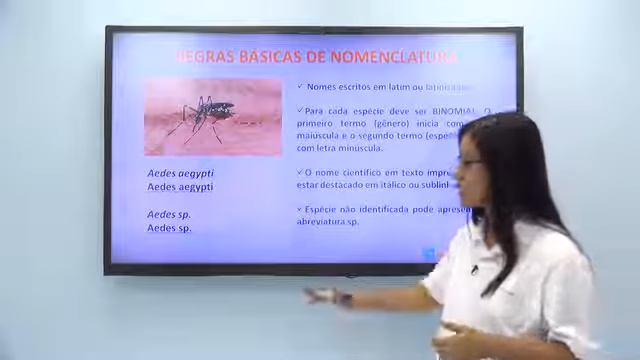 REGRAS BÁSICAS DE NOMENCLATURA
✓ Nomes escritos em latim ou
✓Para cada espécie deve ser BINOMIAL. O
primeiro termo (gênero) inicia com
maiúscula e o segundo termo
com letra minúscula.
✓O nome científico em texto
estar destacado em itálico ou
✓Espécie não identificada pode
abreviatura sp.
Aedes aegypti
Aedes aegypti
Aedes sp.
Aedes sp.